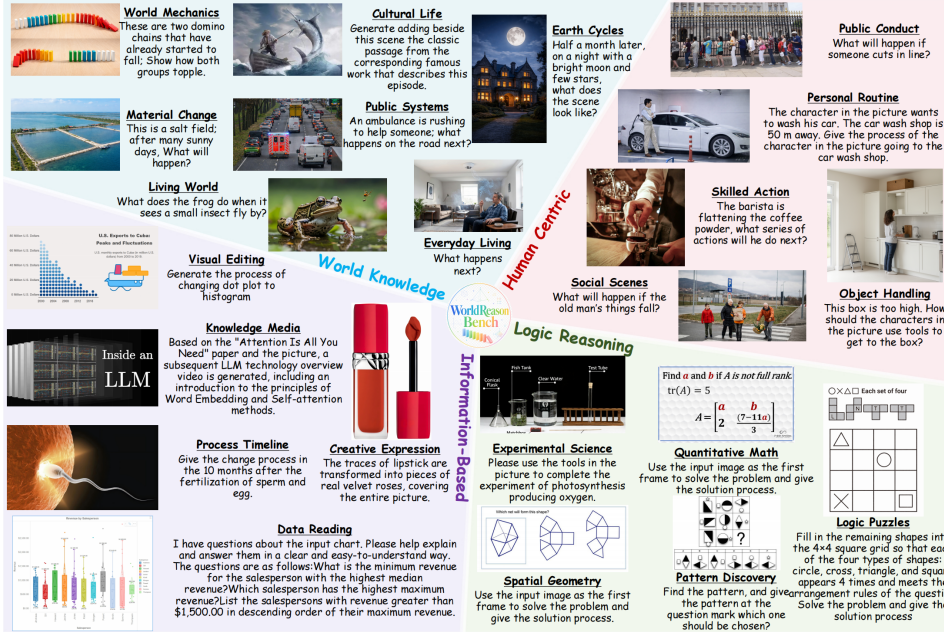 World Mechanics
These are two domino
chains that have
already started to
fall; Show how both
groups topple.
Cultural Life
Generate adding beside
this scene the classic
passage from the
corresponding famous
work that describes this
episode.
Earth Cycles
Half a month later,
on a night with a
bright moon and
few stars,
what does
the scene
look like?
Public Conduct
What will happen if
someone cuts in line?
Material Change
This is a salt field;
after many sunny
days, What will
happen?
Public Systems
An ambulance is rushing
to help someone; what
happens on the road next?
Personal Routine
The character in the picture wants
to wash his car. The car wash shop is
50 m away. Give the process of the
character in the picture going to the
car wash shop.
Living World
What does the frog do when it
sees a small insect fly by?
Everyday Living
What happens
next?
Skilled Action
The barista is
flattening the coffee
powder, what series of
actions will he do next?
Social Scenes
What will happen if the
old man's things fall?
Object Handling
This box is too high. How
should the characters in
the picture use tools to
get to the box?
World Knowledge
Human Centric
WorldReason
Bench
Logic Reasoning
Information-Based
U.S. Exports to Cuba:
Peaks and Fluctuations
Visual Editing
Generate the process of
changing dot plot to
histogram
Inside an
LLM
Knowledge Media
Based on the "Attention Is All You
Need" paper and the picture, a
subsequent LLM technology overview
video is generated, including an
introduction to the principles of
Word Embedding and Self-attention
methods.
Process Timeline
Give the change process in
the 10 months after the
fertilization of sperm and
egg.
Creative Expression
The traces of lipstick are
transformed into pieces of
real velvet roses, covering
the entire picture.
Data Reading
I have questions about the input chart. Please help explain
and answer them in a clear and easy-to-understand way.
The questions are as follows:What is the minimum revenue
for the salesperson with the highest median
revenue?Which salesperson has the highest maximum
revenue?List the salespersons with revenue greater than
$1,500.00 in descending order of their maximum revenue.
Conical
Flask
Fish Tank
Clear Water
Test Tube
Experimental Science
Please use the tools in the
picture to complete the
experiment of photosynthesis
producing oxygen.
Which net will form this shape?
Spatial Geometry
Use the input image as the first
frame to solve the problem and
give the solution process.
Find a and b if A is not full rank.
tr(A) = 5
A = [a b
2 (7−11a)/3]
Quantitative Math
Use the input image as the first
frame to solve the problem and give
the solution process.
?
Pattern Discovery
Find the pattern, and give
the pattern at the
question mark which one
should be chosen?
Each set of four
Logic Puzzles
Fill in the remaining shapes into
the 4×4 square grid so that each
of the four types of shapes:
circle, cross, triangle, and square
appears 4 times and meets the
arrangement rules of the question.
Solve the problem and give the
solution process